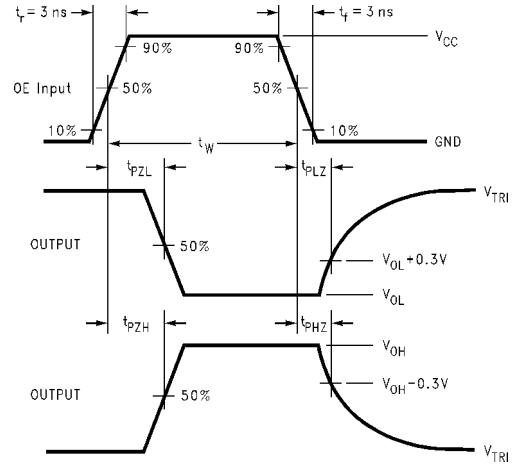 tr = 3 ns
tf = 3 ns
90%
90%
VCC
OE Input
50%
50%
10%
10%
tW
GND
tPZL
tPLZ
VTRI
OUTPUT
50%
VOL+0.3V
VOL
tPZH
tPHZ
VOH
VOH−0.3V
OUTPUT
50%
VTRI